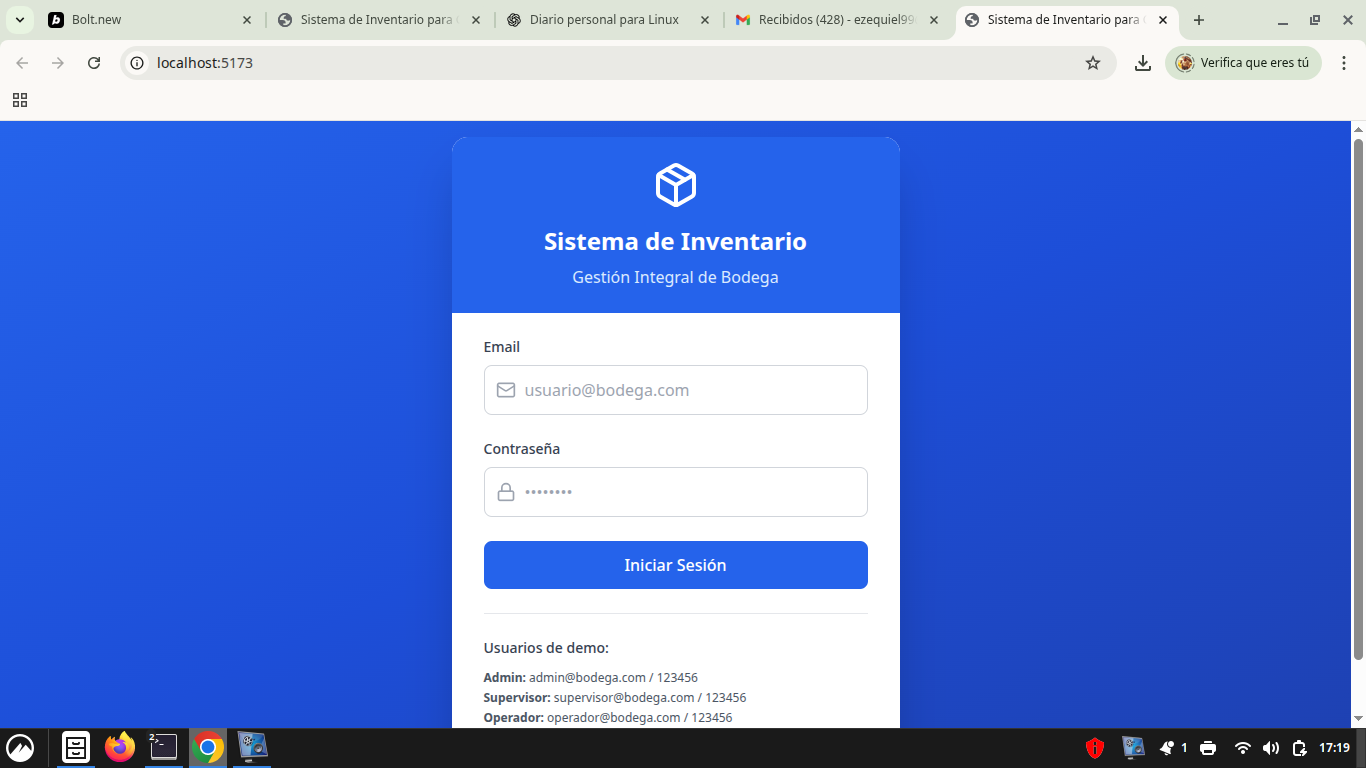 Bolt.new
Sistema de Inventario para
Diario personal para Linux
Recibidos (428) - ezequiel99
Sistema de Inventario para
localhost:5173
Verifica que eres tú
Sistema de Inventario
Gestión Integral de Bodega
Email
usuario@bodega.com
Contraseña
••••••••
Iniciar Sesión
Usuarios de demo:
Admin: admin@bodega.com / 123456
Supervisor: supervisor@bodega.com / 123456
Operador: operador@bodega.com / 123456
2
1
17:19